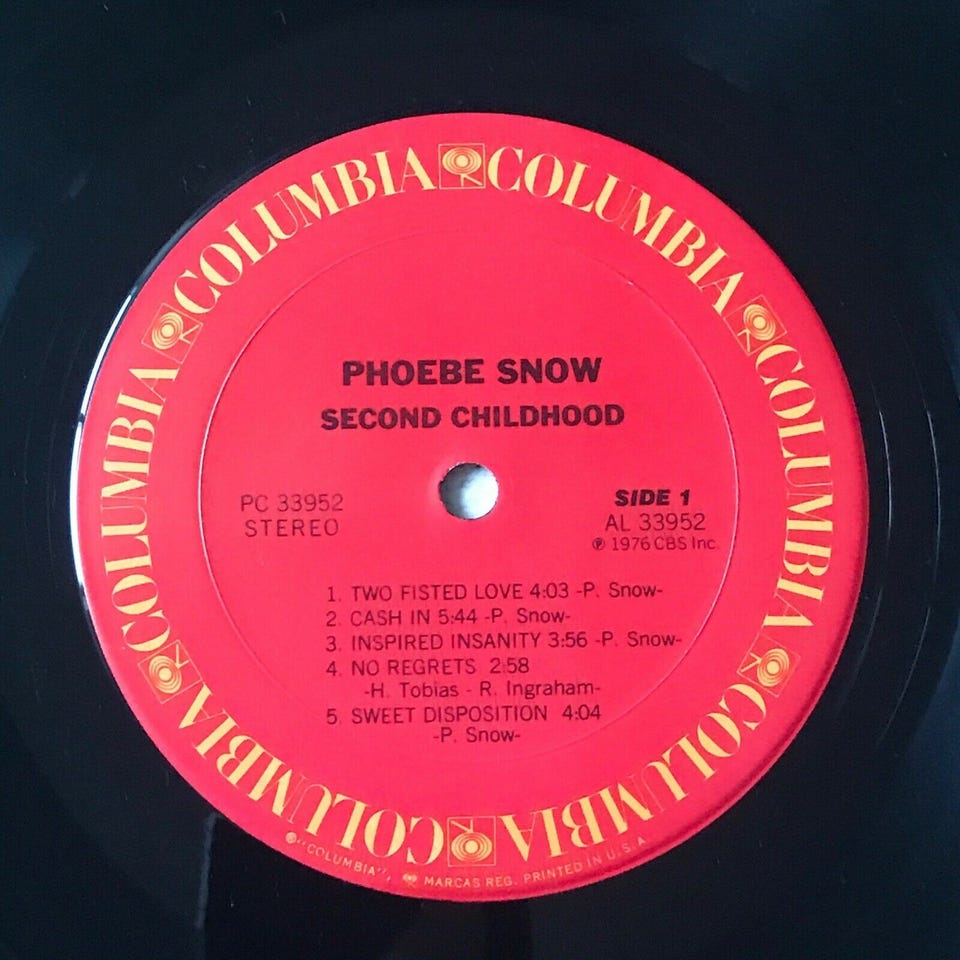 COLUMBIA COLUMBIA COLUMBIA COLUMBIA COLUMBIA COLUMBIA
PHOEBE SNOW
SECOND CHILDHOOD
PC 33952
STEREO
SIDE 1
AL 33952
℗ 1976 CBS Inc.
1. TWO FISTED LOVE 4:03 -P. Snow-
2. CASH IN 5:44 -P. Snow-
3. INSPIRED INSANITY 3:56 -P. Snow-
4. NO REGRETS 2:58
-H. Tobias - R. Ingraham-
5. SWEET DISPOSITION 4:04
-P. Snow-
® "COLUMBIA", MARCAS REG. PRINTED IN U.S.A.